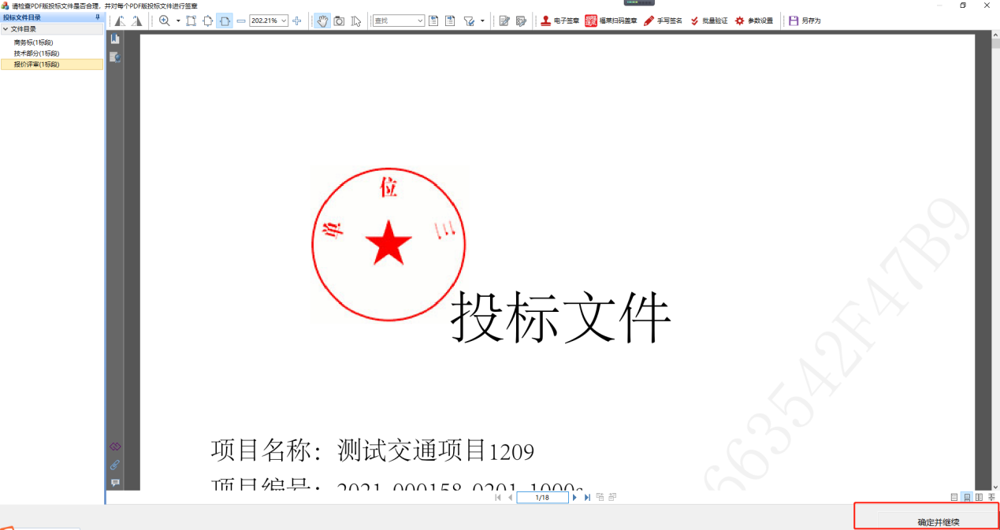 请检查PDF版投标文件是否合理，并对每个PDF版投标文件进行签章
投标文件目录
文件目录
商务标(1标段)
技术部分(1标段)
报价评审(1标段)
202.21%
查找
电子签章
福莱扫码盖章
手写签名
批量验证
参数设置
另存为
单位三
投标文件
项目名称：测试交通项目1209
项目编号：2021-000158-0201-1000s
663542F47B9
1/18
确定并继续